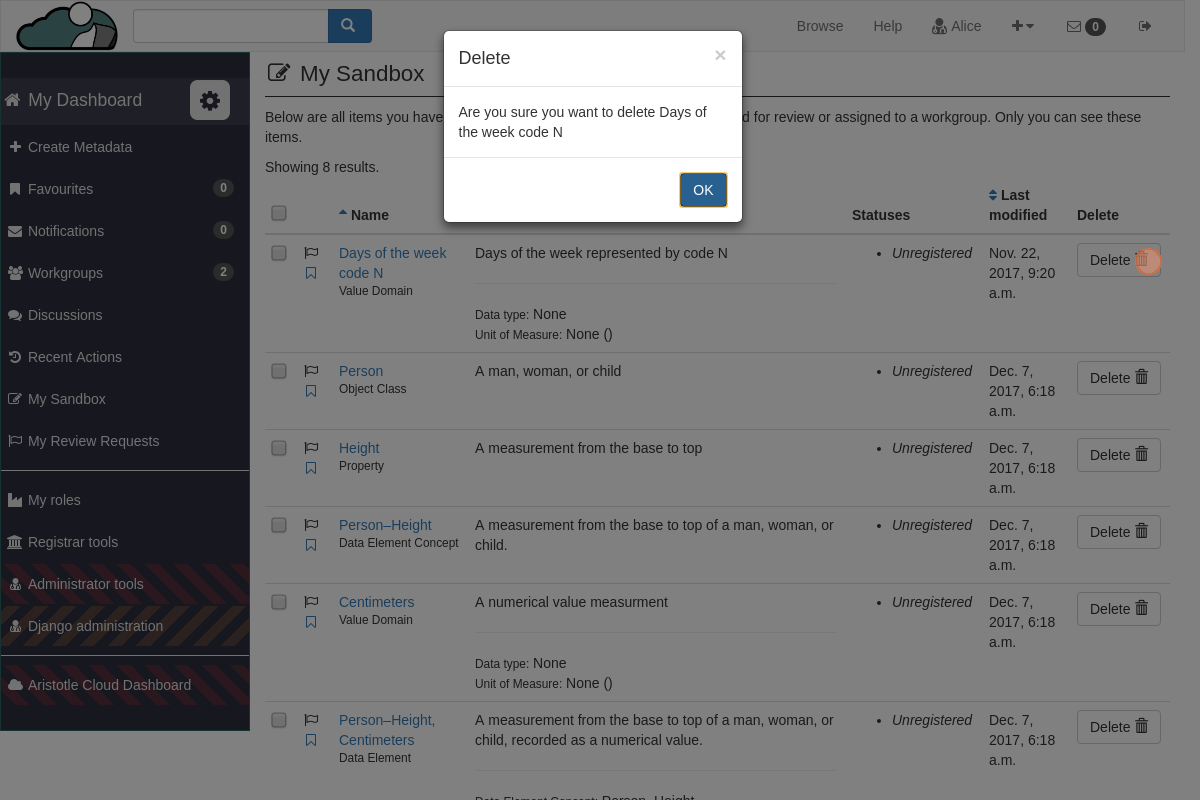 Browse
Help
Alice
0
Delete
×
Are you sure you want to delete Days of
the week code N
OK
My Dashboard
Create Metadata
Favourites 0
Notifications 0
Workgroups 2
Discussions
Recent Actions
My Sandbox
My Review Requests
My roles
Registrar tools
Administrator tools
Django administration
Aristotle Cloud Dashboard
My Sandbox
Below are all items you have d for review or assigned to a workgroup. Only you can see these
items.
Showing 8 results.
Name Statuses Last modified Delete
Days of the week
code N
Value Domain
Days of the week represented by code N
Data type: None
Unit of Measure: None ()
Unregistered
Nov. 22,
2017, 9:20
a.m.
Delete
Person
Object Class
A man, woman, or child
Unregistered
Dec. 7,
2017, 6:18
a.m.
Delete
Height
Property
A measurement from the base to top
Unregistered
Dec. 7,
2017, 6:18
a.m.
Delete
Person–Height
Data Element Concept
A measurement from the base to top of a man, woman, or
child.
Unregistered
Dec. 7,
2017, 6:18
a.m.
Delete
Centimeters
Value Domain
A numerical value measurment
Data type: None
Unit of Measure: None ()
Unregistered
Dec. 7,
2017, 6:18
a.m.
Delete
Person–Height,
Centimeters
Data Element
A measurement from the base to top of a man, woman, or
child, recorded as a numerical value.
Data Element Concept: Person–Height
Unregistered
Dec. 7,
2017, 6:18
a.m.
Delete